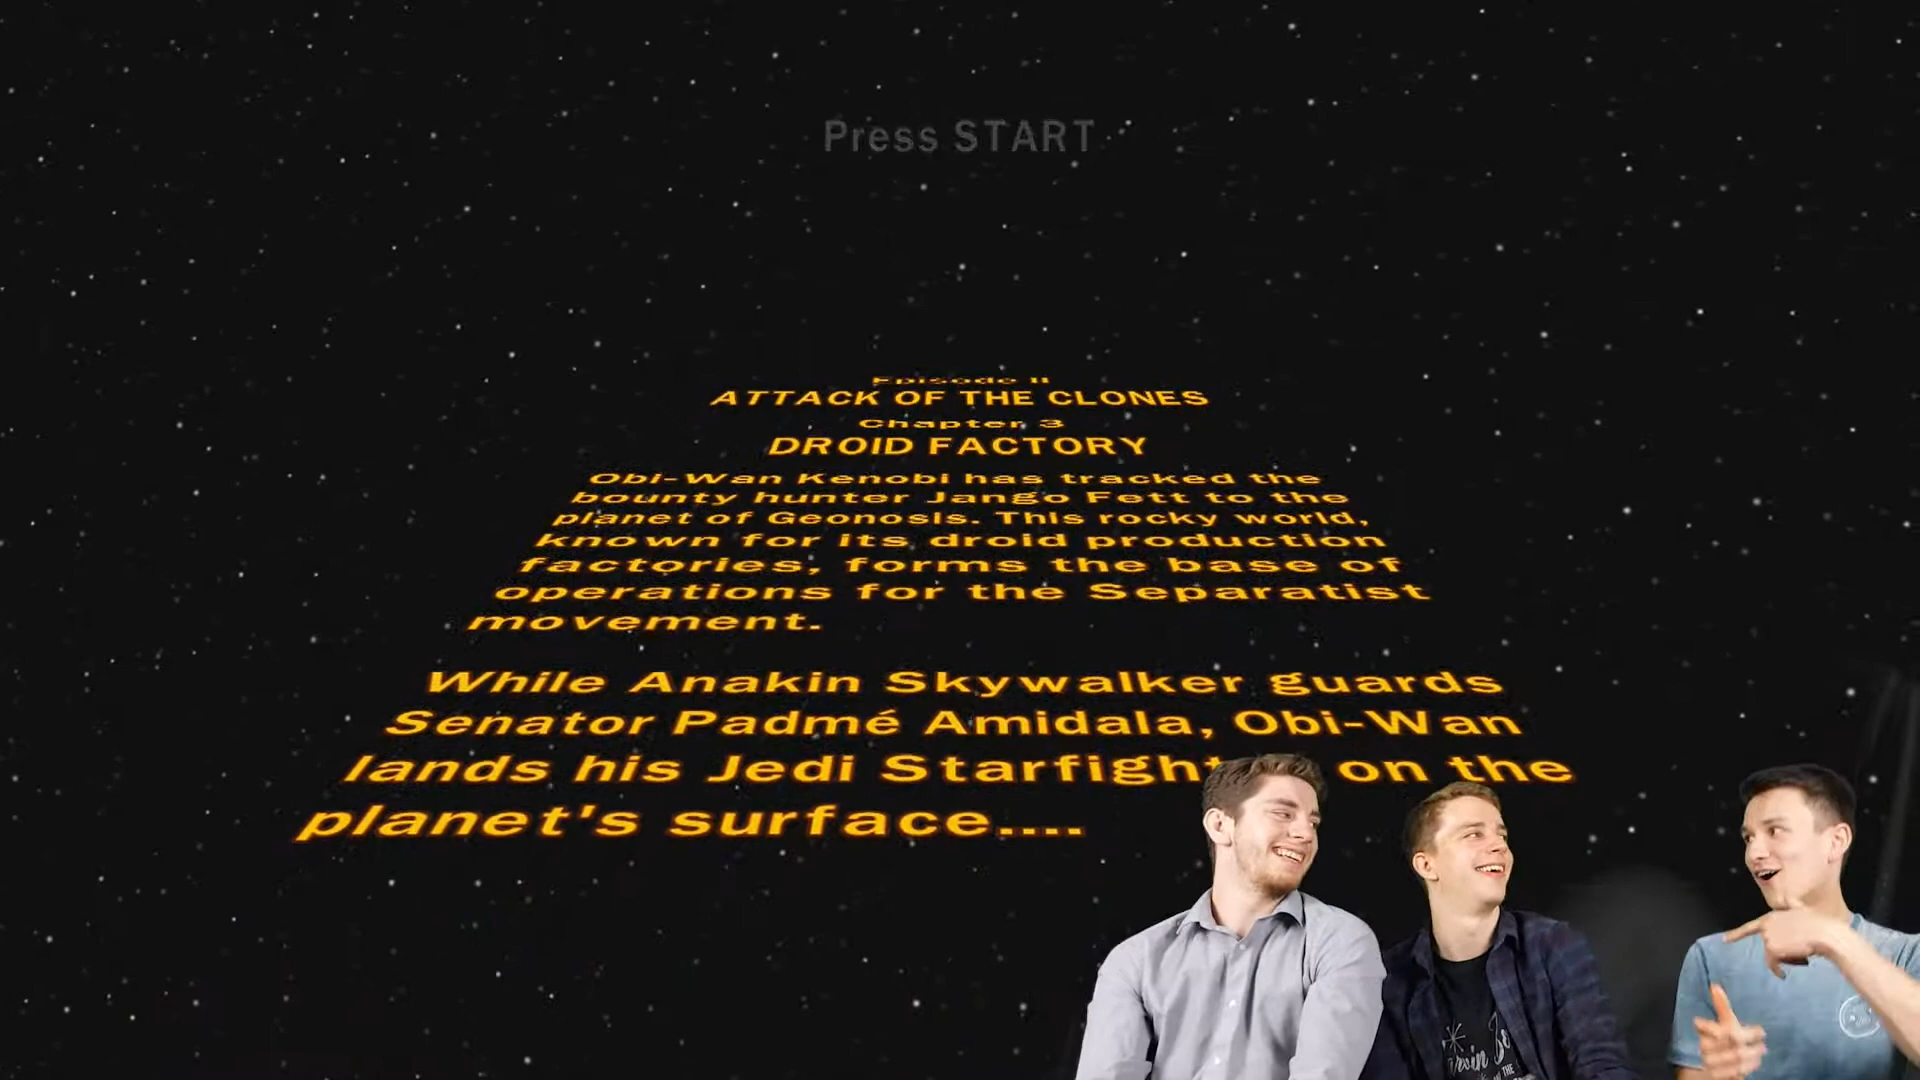 Press START
Episode II
ATTACK OF THE CLONES
Chapter 3
DROID FACTORY
Obi-Wan Kenobi has tracked the
bounty hunter Jango Fett to the
planet of Geonosis. This rocky world,
known for its droid production
factories, forms the base of
operations for the Separatist
movement.
While Anakin Skywalker guards
Senator Padmé Amidala, Obi-Wan
lands his Jedi Starfight on the
planet's surface....
THE